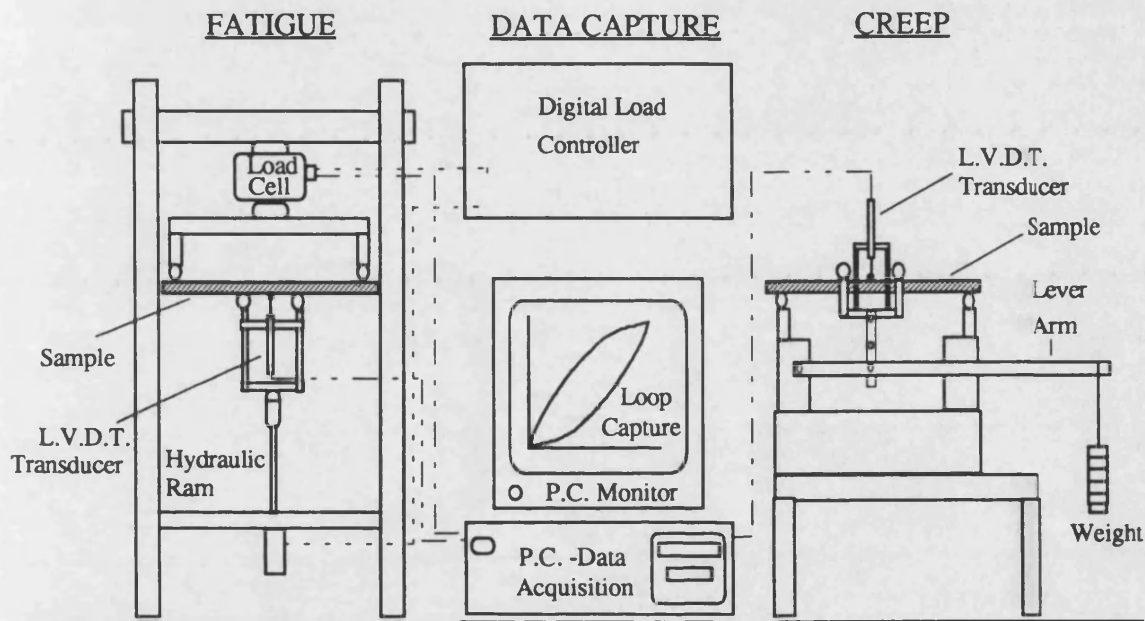 FATIGUE
DATA CAPTURE
CREEP
Load
Cell
Sample
L.V.D.T.
Transducer
Hydraulic
Ram
Digital Load
Controller
Loop
Capture
P.C. Monitor
P.C. -Data
Acquisition
L.V.D.T.
Transducer
Sample
Lever
Arm
Weight